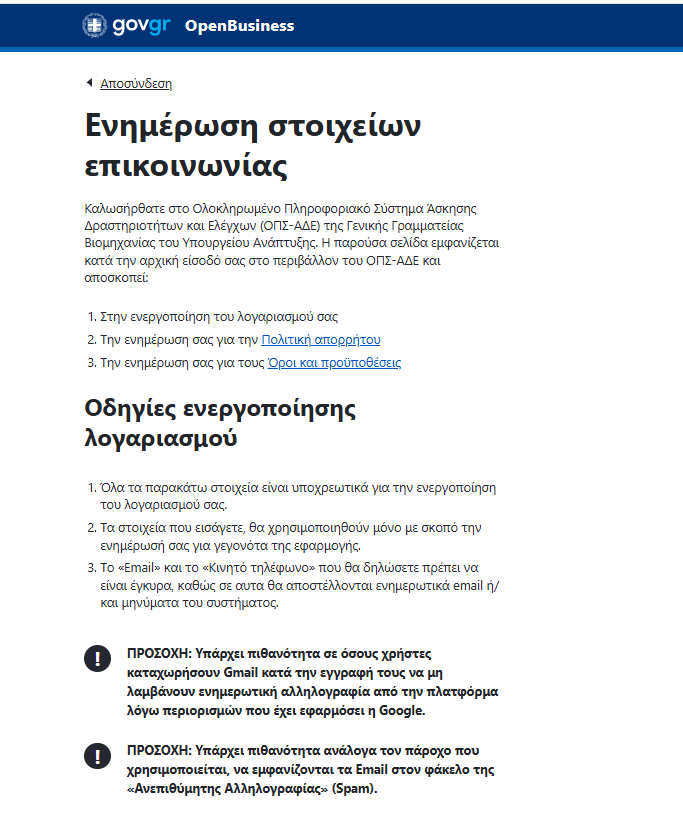 govgr OpenBusiness
Αποσύνδεση
Ενημέρωση στοιχείων
επικοινωνίας
Καλωσήρθατε στο Ολοκληρωμένο Πληροφοριακό Σύστημα Άσκησης
Δραστηριοτήτων και Ελέγχων (ΟΠΣ-ΑΔΕ) της Γενικής Γραμματείας
Βιομηχανίας του Υπουργείου Ανάπτυξης. Η παρούσα σελίδα εμφανίζεται
κατά την αρχική είσοδό σας στο περιβάλλον του ΟΠΣ-ΑΔΕ και
αποσκοπεί:
1. Στην ενεργοποίηση του λογαριασμού σας
2. Την ενημέρωση σας για την Πολιτική απορρήτου
3. Την ενημέρωση σας για τους Όροι και προϋποθέσεις
Οδηγίες ενεργοποίησης
λογαριασμού
1. Όλα τα παρακάτω στοιχεία είναι υποχρεωτικά για την ενεργοποίηση
του λογαριασμού σας.
2. Τα στοιχεία που εισάγετε, θα χρησιμοποιηθούν μόνο με σκοπό την
ενημέρωσή σας για γεγονότα της εφαρμογής.
3. Το «Email» και το «Κινητό τηλέφωνο» που θα δηλώσετε πρέπει να
είναι έγκυρα, καθώς σε αυτα θα αποστέλλονται ενημερωτικά email ή/
και μηνύματα του συστήματος.
ΠΡΟΣΟΧΗ: Υπάρχει πιθανότητα σε όσους χρήστες
καταχωρήσουν Gmail κατά την εγγραφή τους να μη
λαμβάνουν ενημερωτική αλληλογραφία από την πλατφόρμα
λόγω περιορισμών που έχει εφαρμόσει η Google.
ΠΡΟΣΟΧΗ: Υπάρχει πιθανότητα ανάλογα τον πάροχο που
χρησιμοποιείται, να εμφανίζονται τα Email στον φάκελο της
«Ανεπιθύμητης Αλληλογραφίας» (Spam).